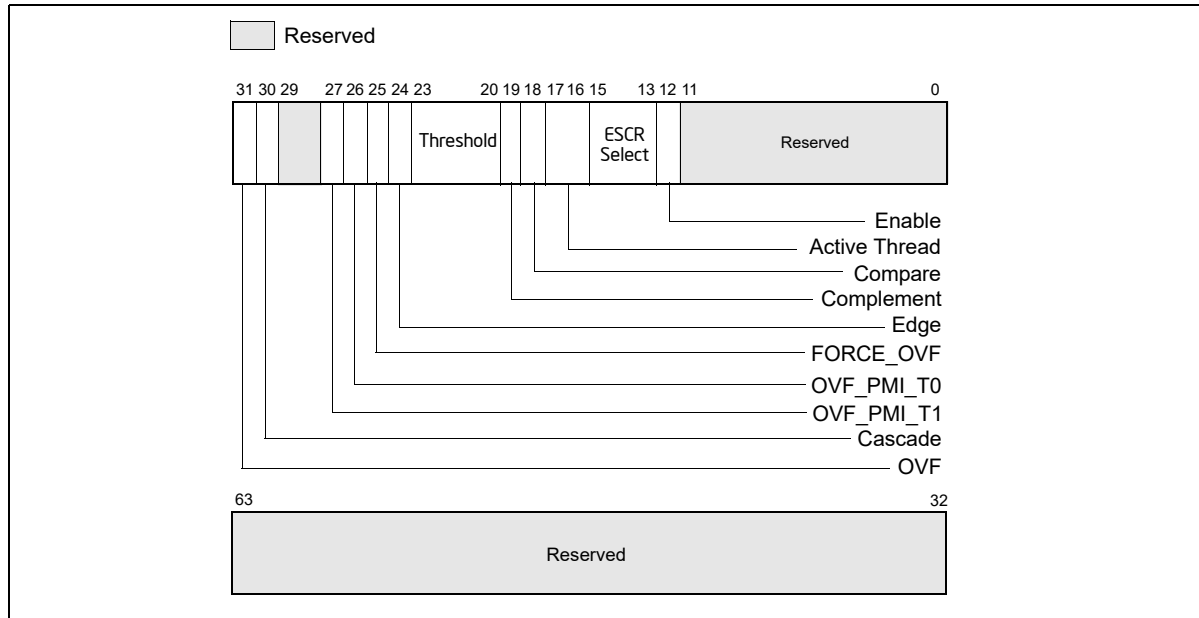 Reserved
31 30 29 27 26 25 24 23 20 19 18 17 16 15 13 12 11 0
Threshold
ESCR
Select
Reserved
Enable
Active Thread
Compare
Complement
Edge
FORCE_OVF
OVF_PMI_T0
OVF_PMI_T1
Cascade
OVF
63 32
Reserved